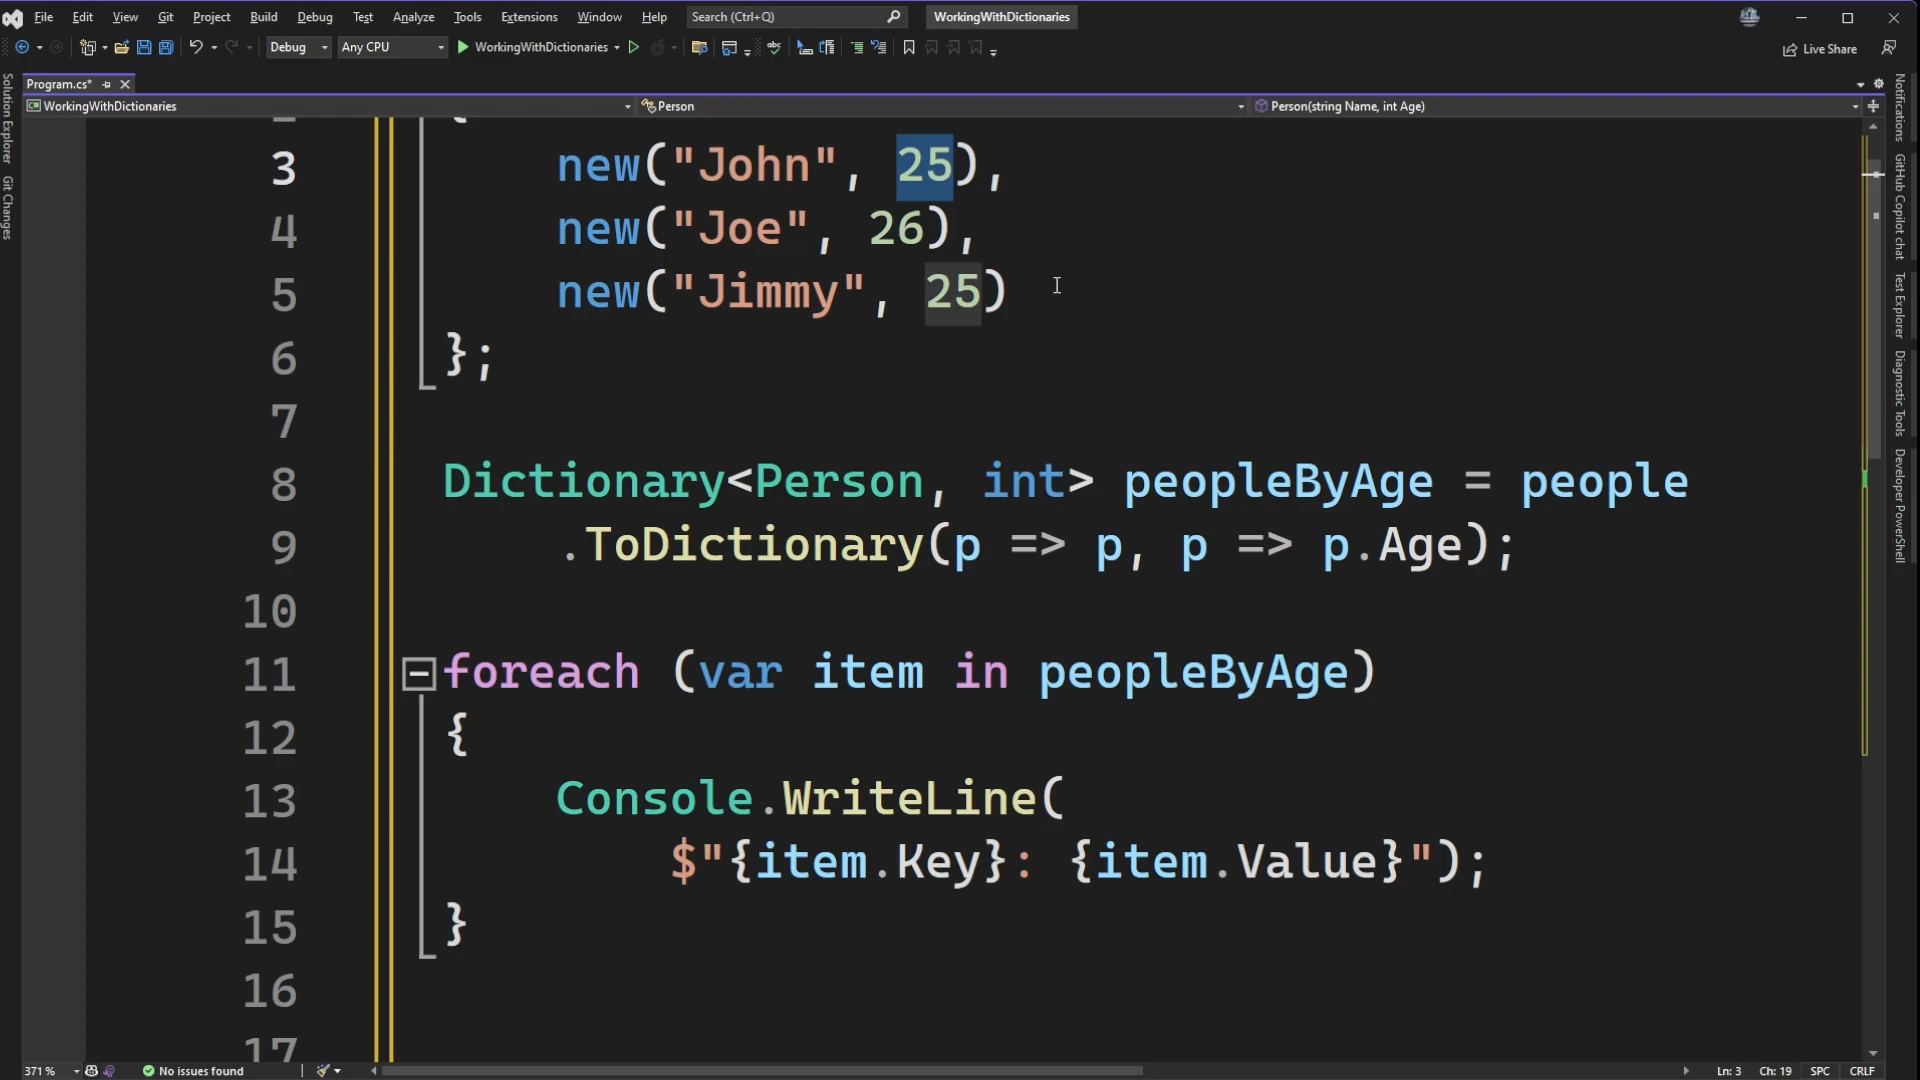 File Edit View Git Project Build Debug Test Analyze Tools Extensions Window Help Search (Ctrl+Q) WorkingWithDictionaries
Debug Any CPU WorkingWithDictionaries Live Share
Program.cs*
WorkingWithDictionaries Person Person(string Name, int Age)
Solution Explorer
Git Changes
3 new("John", 25),
4 new("Joe", 26),
5 new("Jimmy", 25)
6 };
7
8 Dictionary<Person, int> peopleByAge = people
9 .ToDictionary(p => p, p => p.Age);
10
11 foreach (var item in peopleByAge)
12 {
13 Console.WriteLine(
14 $"{item.Key}: {item.Value}");
15 }
16
17
Notifications
GitHub Copilot chat
Test Explorer
Diagnostic Tools
Developer PowerShell
371 % No issues found Ln: 3 Ch: 19 SPC CRLF